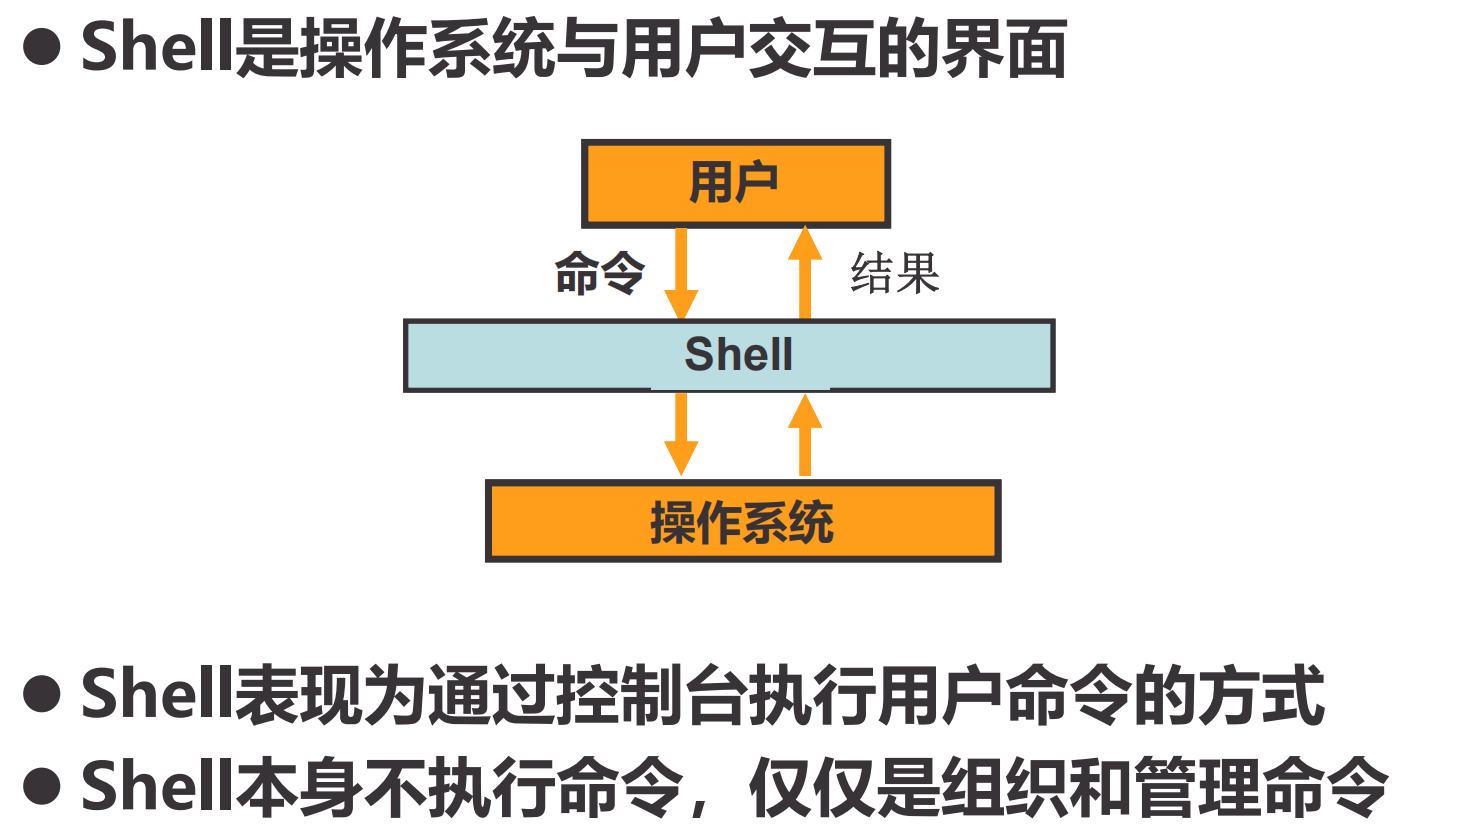 ● Shell是操作系统与用户交互的界面
用户
命令 结果
Shell
操作系统
● Shell表现为通过控制台执行用户命令的方式
● Shell本身不执行命令，仅仅是组织和管理命令